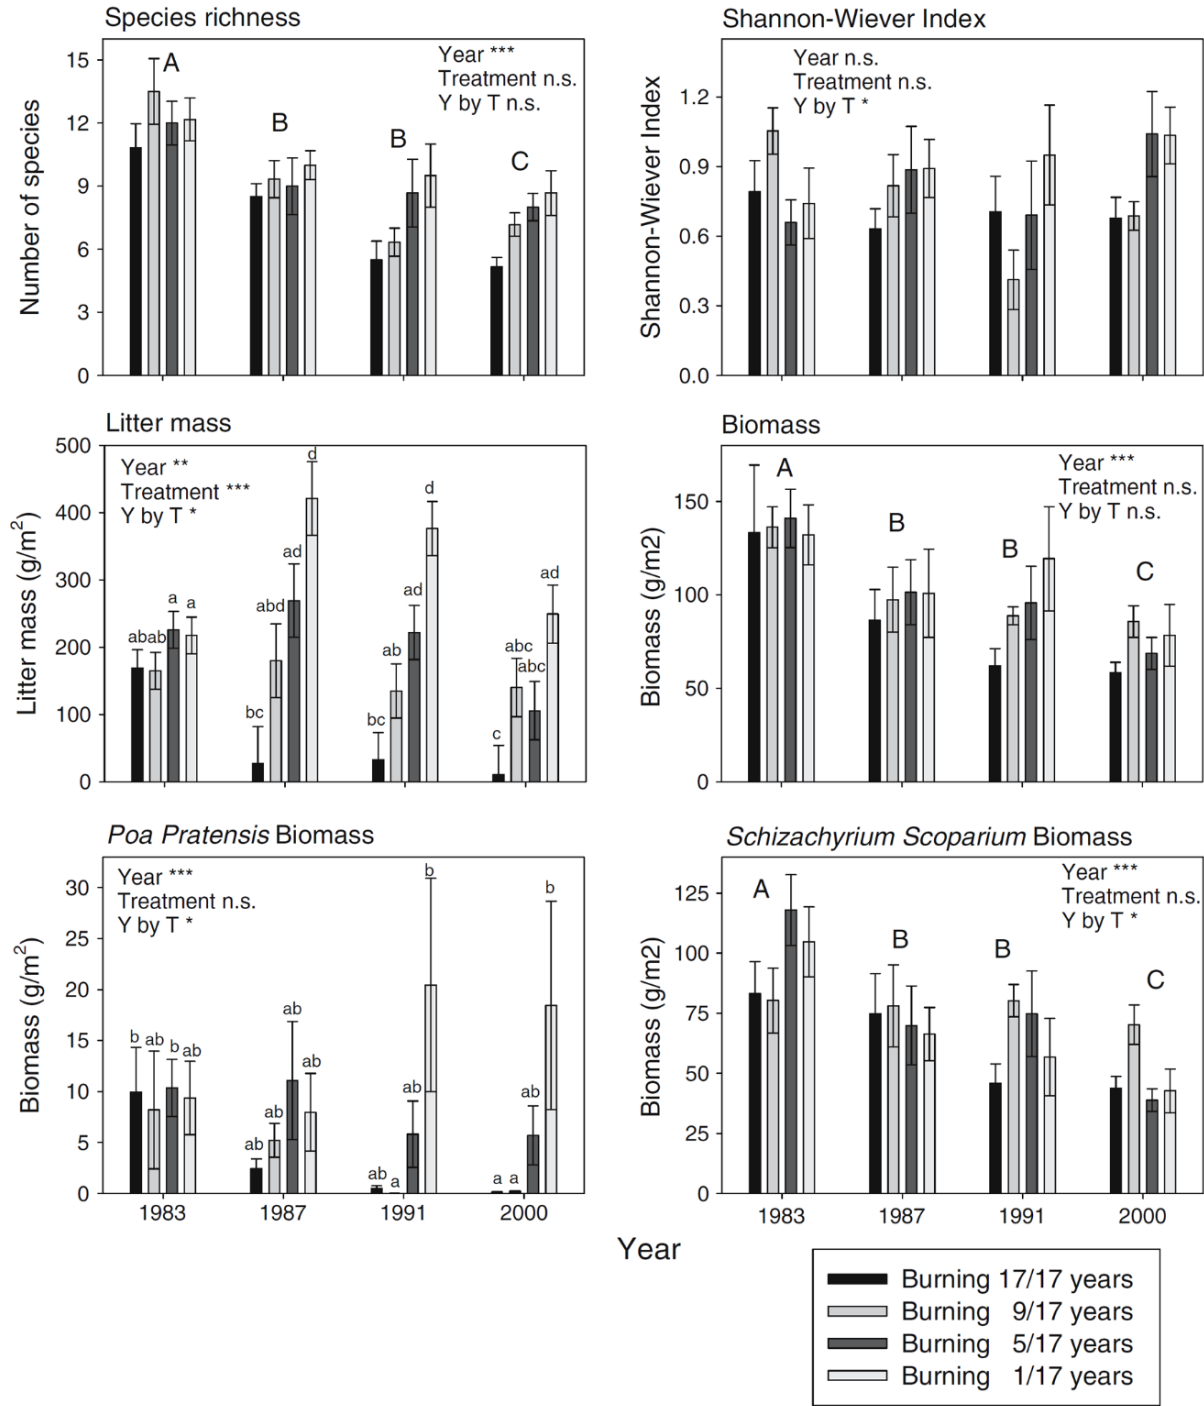 Species richness
Number of species
15
12
9
6
3
0
A
B
B
C
Year ***
Treatment n.s.
Y by T n.s.
Shannon-Wiever Index
Shannon-Wiever Index
1.2
0.9
0.6
0.3
0.0
Year n.s.
Treatment n.s.
Y by T *
Litter mass
Litter mass (g/m²)
500
400
300
200
100
0
Year **
Treatment ***
Y by T *
ab
ab
a
a
bc
abd
ad
d
bc
ab
ad
d
c
abc
abc
ad
Biomass
Biomass (g/m2)
150
100
50
0
A
B
B
C
Year ***
Treatment n.s.
Y by T n.s.
Poa Pratensis Biomass
Biomass (g/m²)
30
25
20
15
10
5
0
Year ***
Treatment n.s.
Y by T *
b
ab
b
ab
ab
ab
ab
ab
ab
a
ab
b
a
a
ab
b
1983
1987
1991
2000
Schizachyrium Scoparium Biomass
Biomass (g/m2)
125
100
75
50
25
0
A
B
B
C
Year ***
Treatment n.s.
Y by T *
1983
1987
1991
2000
Year
Burning 17/17 years
Burning 9/17 years
Burning 5/17 years
Burning 1/17 years